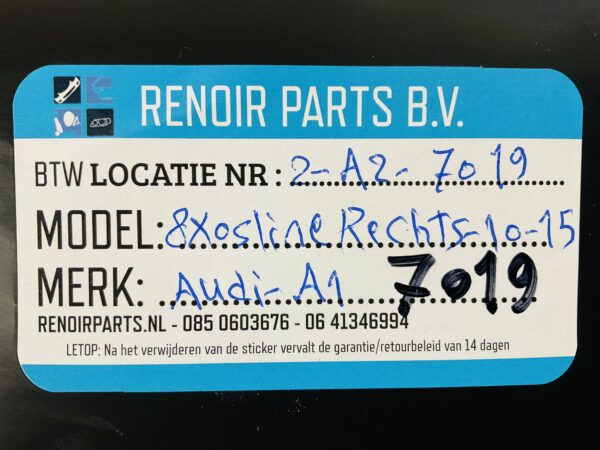 RENOIR PARTS B.V.
BTW LOCATIE NR : 2-A2-7019
MODEL: 8Xosline Rechts-10-15
MERK: Audi-A1 7019
RENOIRPARTS.NL - 085 0603676 - 06 41346994
LETOP: Na het verwijderen van de sticker vervalt de garantie/retourbeleid van 14 dagen